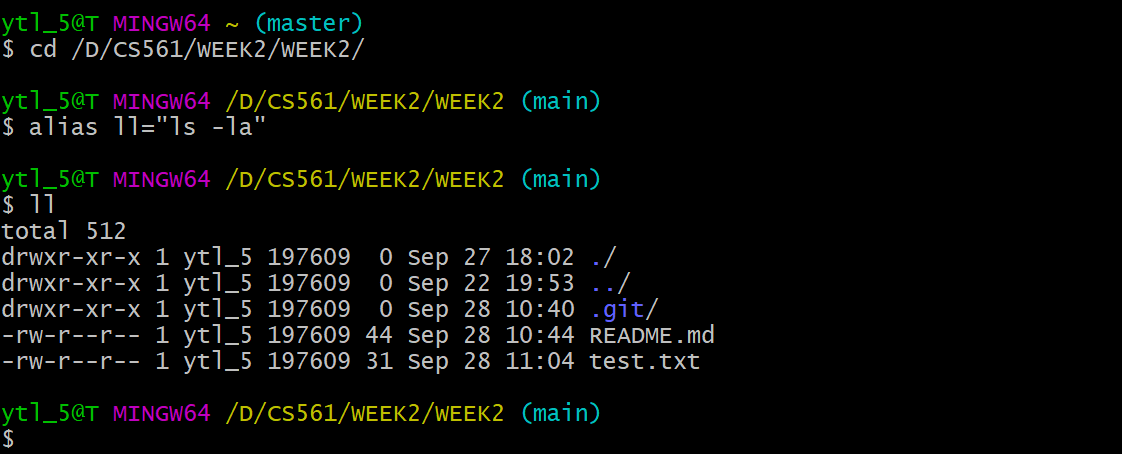 ytl_5@T MINGW64 ~ (master)
$ cd /D/CS561/WEEK2/WEEK2/

ytl_5@T MINGW64 /D/CS561/WEEK2/WEEK2 (main)
$ alias ll="ls -la"

ytl_5@T MINGW64 /D/CS561/WEEK2/WEEK2 (main)
$ ll
total 512
drwxr-xr-x 1 ytl_5 197609  0 Sep 27 18:02 ./
drwxr-xr-x 1 ytl_5 197609  0 Sep 22 19:53 ../
drwxr-xr-x 1 ytl_5 197609  0 Sep 28 10:40 .git/
-rw-r--r-- 1 ytl_5 197609 44 Sep 28 10:44 README.md
-rw-r--r-- 1 ytl_5 197609 31 Sep 28 11:04 test.txt

ytl_5@T MINGW64 /D/CS561/WEEK2/WEEK2 (main)
$